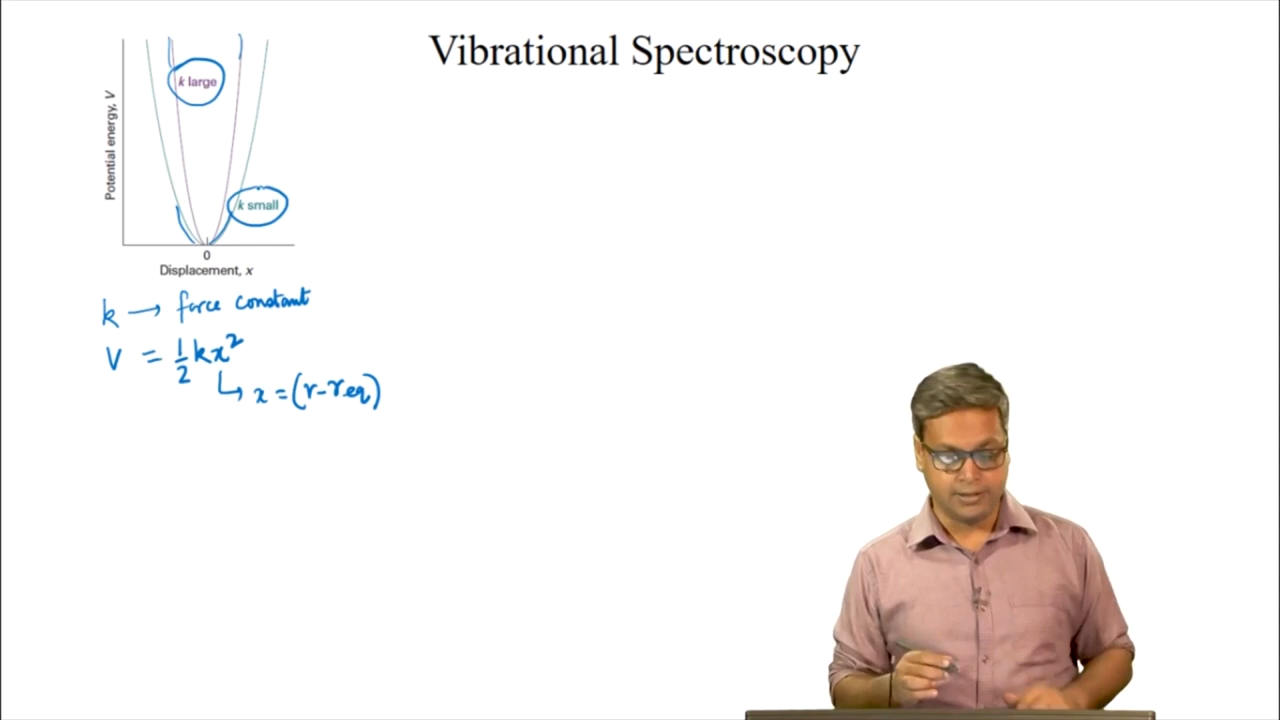 Vibrational Spectroscopy
k large
Potential energy, V
k small
0
Displacement, x
k → force constant
V = 1/2 kx²
↳ x = (r-req)